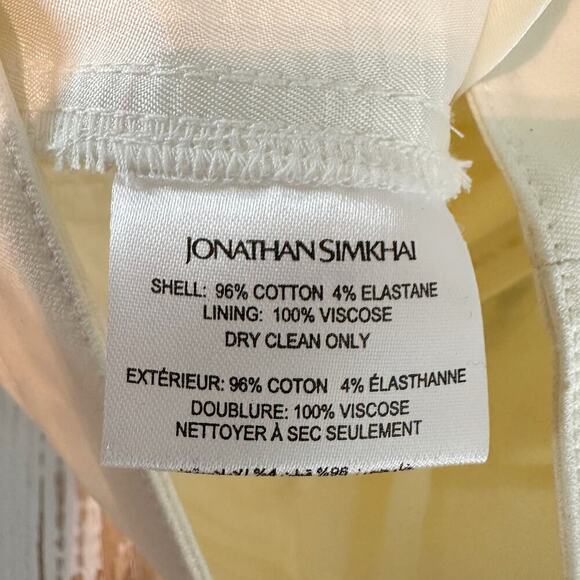 JONATHAN SIMKHAI
SHELL: 96% COTTON 4% ELASTANE
LINING: 100% VISCOSE
DRY CLEAN ONLY
EXTÉRIEUR: 96% COTON 4% ÉLASTHANNE
DOUBLURE: 100% VISCOSE
NETTOYER À SEC SEULEMENT